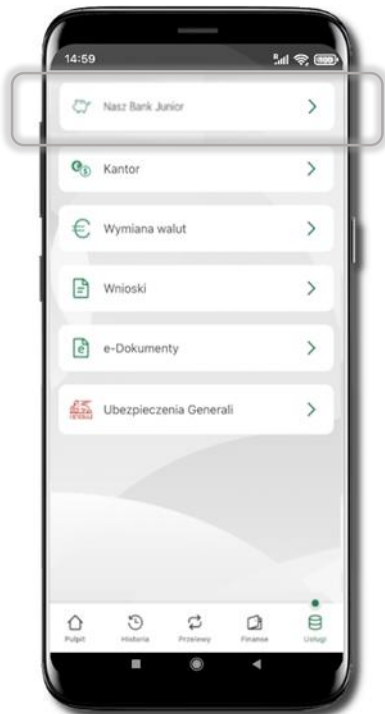 14:59
Nasz Bank Junior
Kantor
Wymiana walut
Wnioski
e-Dokumenty
Ubezpieczenia Generali
Pulpit
Historia
Przelewy
Finanse
Usługi